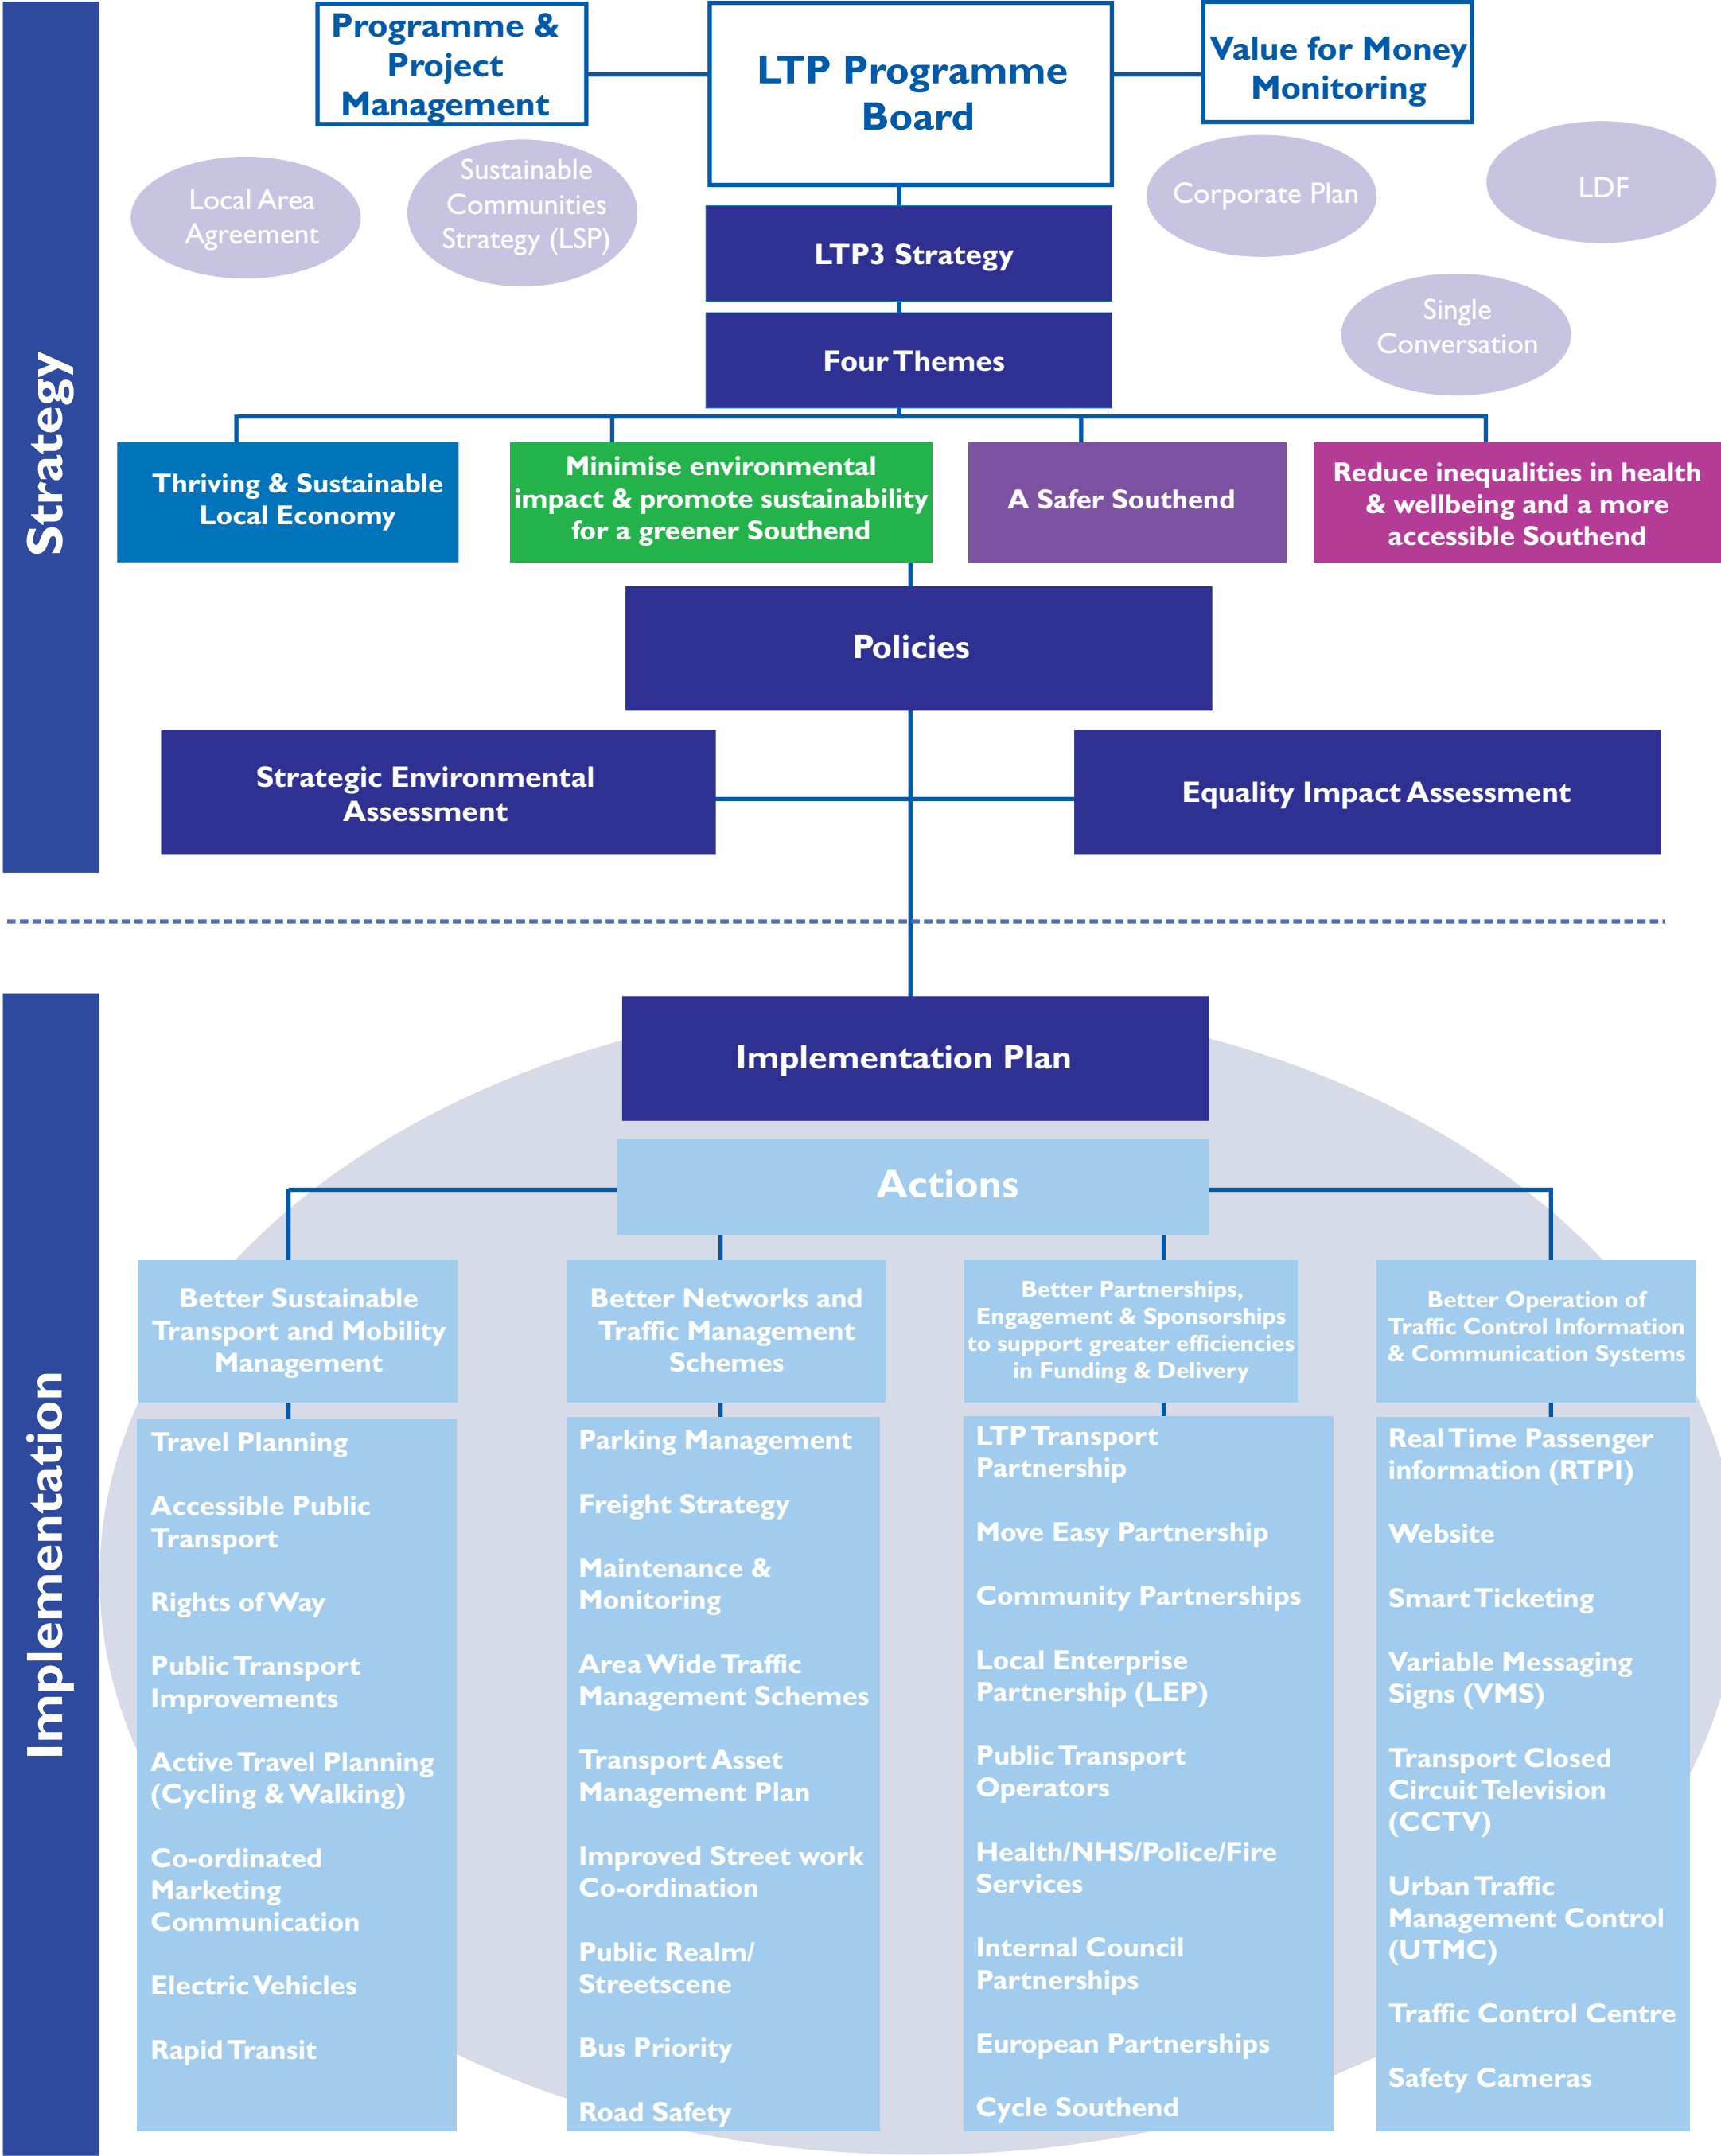 Programme &
Project
Management
LTP Programme
Board
Value for Money
Monitoring
Local Area
Agreement
Sustainable
Communities
Strategy (LSP)
Corporate Plan
LDF
Single
Conversation
LTP3 Strategy
Four Themes
Strategy
Thriving & Sustainable
Local Economy
Minimise environmental
impact & promote sustainability
for a greener Southend
A Safer Southend
Reduce inequalities in health
& wellbeing and a more
accessible Southend
Policies
Strategic Environmental
Assessment
Equality Impact Assessment
Implementation
Implementation Plan
Actions
Better Sustainable
Transport and Mobility
Management
Better Networks and
Traffic Management
Schemes
Better Partnerships,
Engagement & Sponsorships
to support greater efficiencies
in Funding & Delivery
Better Operation of
Traffic Control Information
& Communication Systems
Travel Planning
Accessible Public
Transport
Rights of Way
Public Transport
Improvements
Active Travel Planning
(Cycling & Walking)
Co-ordinated
Marketing
Communication
Electric Vehicles
Rapid Transit
Parking Management
Freight Strategy
Maintenance &
Monitoring
Area Wide Traffic
Management Schemes
Transport Asset
Management Plan
Improved Street work
Co-ordination
Public Realm/
Streetscene
Bus Priority
Road Safety
LTP Transport
Partnership
Move Easy Partnership
Community Partnerships
Local Enterprise
Partnership (LEP)
Public Transport
Operators
Health/NHS/Police/Fire
Services
Internal Council
Partnerships
European Partnerships
Cycle Southend
Real Time Passenger
information (RTPI)
Website
Smart Ticketing
Variable Messaging
Signs (VMS)
Transport Closed
Circuit Television
(CCTV)
Urban Traffic
Management Control
(UTMC)
Traffic Control Centre
Safety Cameras